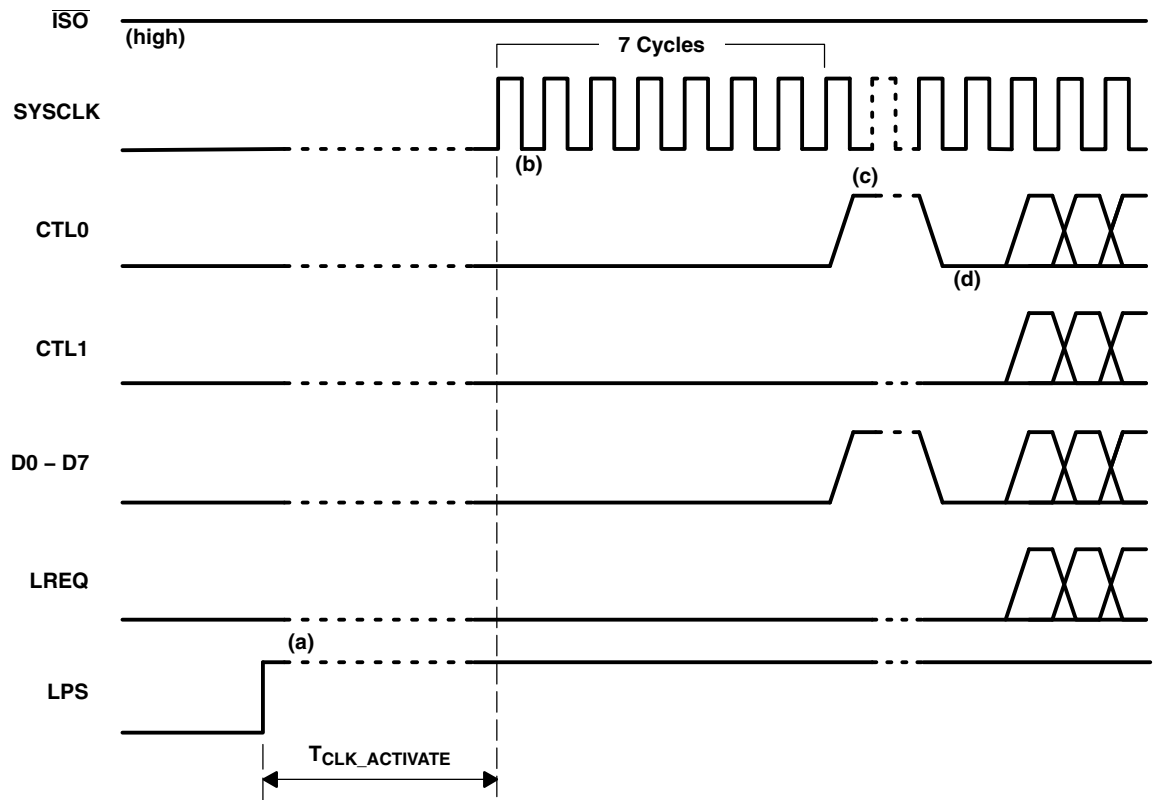 ISO
(high)
7 Cycles
SYSCLK
(b)
(c)
CTL0
(d)
CTL1
D0 – D7
LREQ
(a)
LPS
TCLK_ACTIVATE